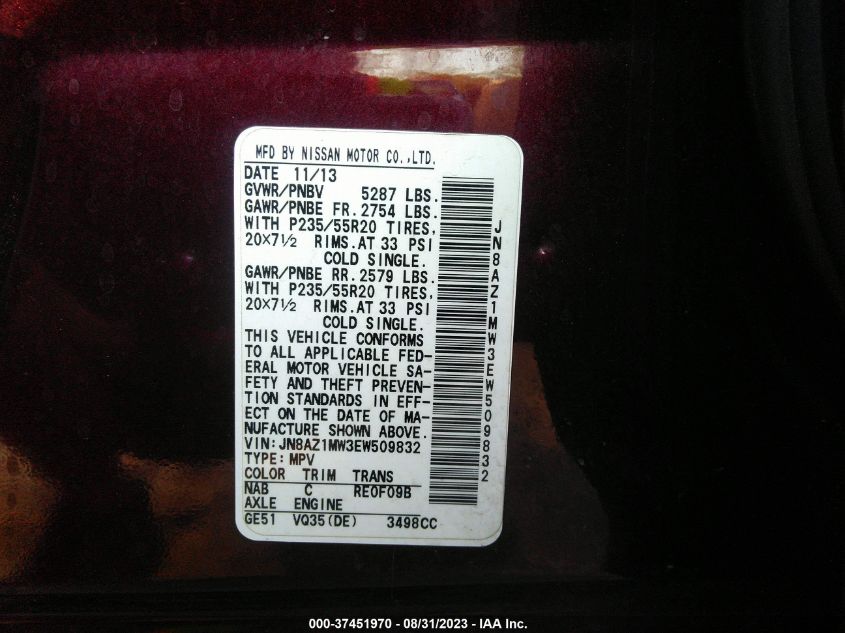 MFD BY NISSAN MOTOR CO.,LTD.
DATE 11/13
GVWR/PNBV 5287 LBS.
GAWR/PNBE FR. 2754 LBS.
WITH P235/55R20 TIRES,
20×7½ RIMS. AT 33 PSI
COLD SINGLE.
GAWR/PNBE RR. 2579 LBS.
WITH P235/55R20 TIRES,
20×7½ RIMS. AT 33 PSI
COLD SINGLE.
THIS VEHICLE CONFORMS
TO ALL APPLICABLE FED-
ERAL MOTOR VEHICLE SA-
FETY AND THEFT PREVEN-
TION STANDARDS IN EFF-
ECT ON THE DATE OF MA-
NUFACTURE SHOWN ABOVE.
VIN: JN8AZ1MW3EW509832
TYPE: MPV
COLOR TRIM TRANS
NAB C RE0F09B
AXLE ENGINE
GE51 VQ35(DE) 3498CC
JN8AZ1MW3EW509832
000-37451970 - 08/31/2023 - IAA Inc.